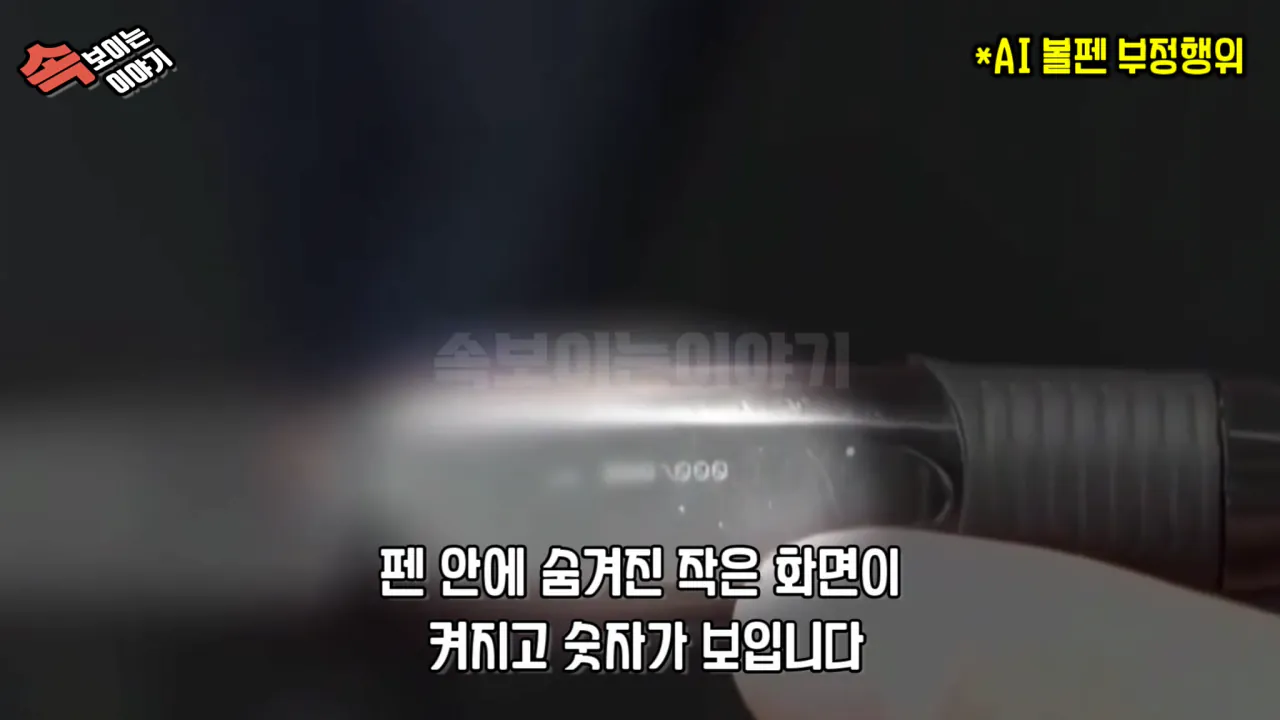 속보이는
이야기
*AI 볼펜 부정행위
속보이는이야기
000
펜 안에 숨겨진 작은 화면이
켜지고 숫자가 보입니다